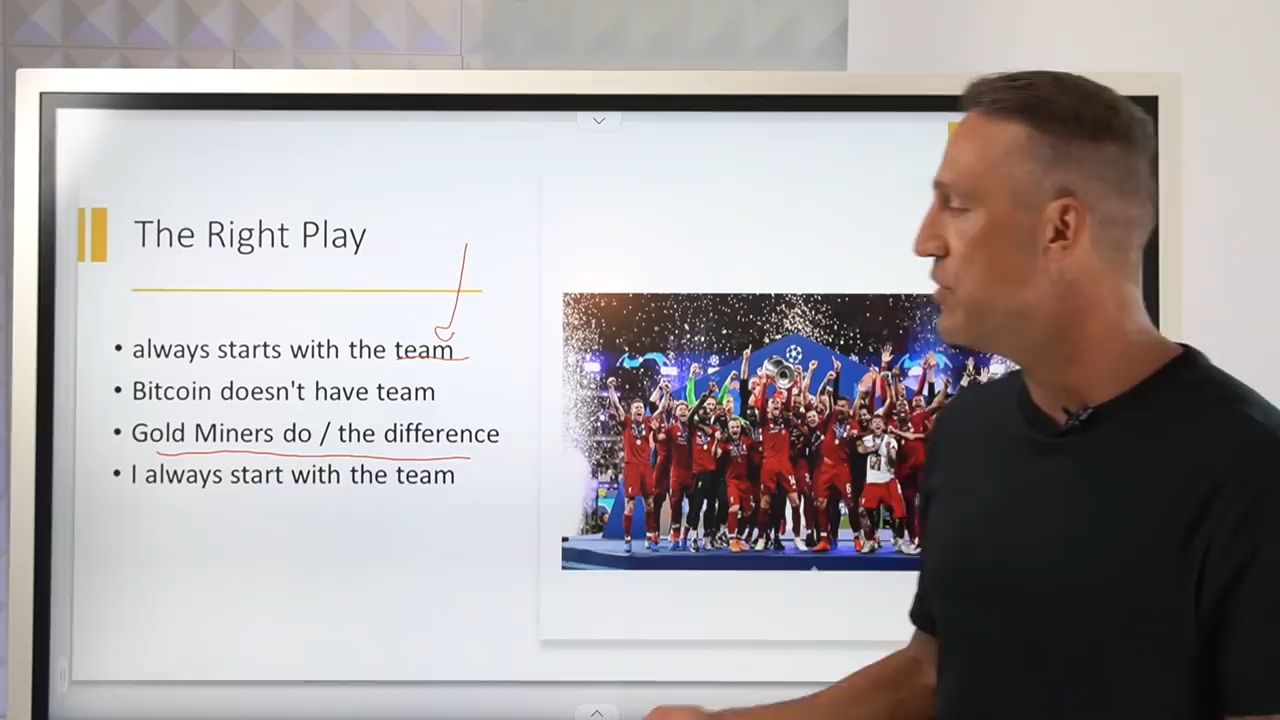 The Right Play
• always starts with the team
• Bitcoin doesn't have team
• Gold Miners do / the difference
• I always start with the team